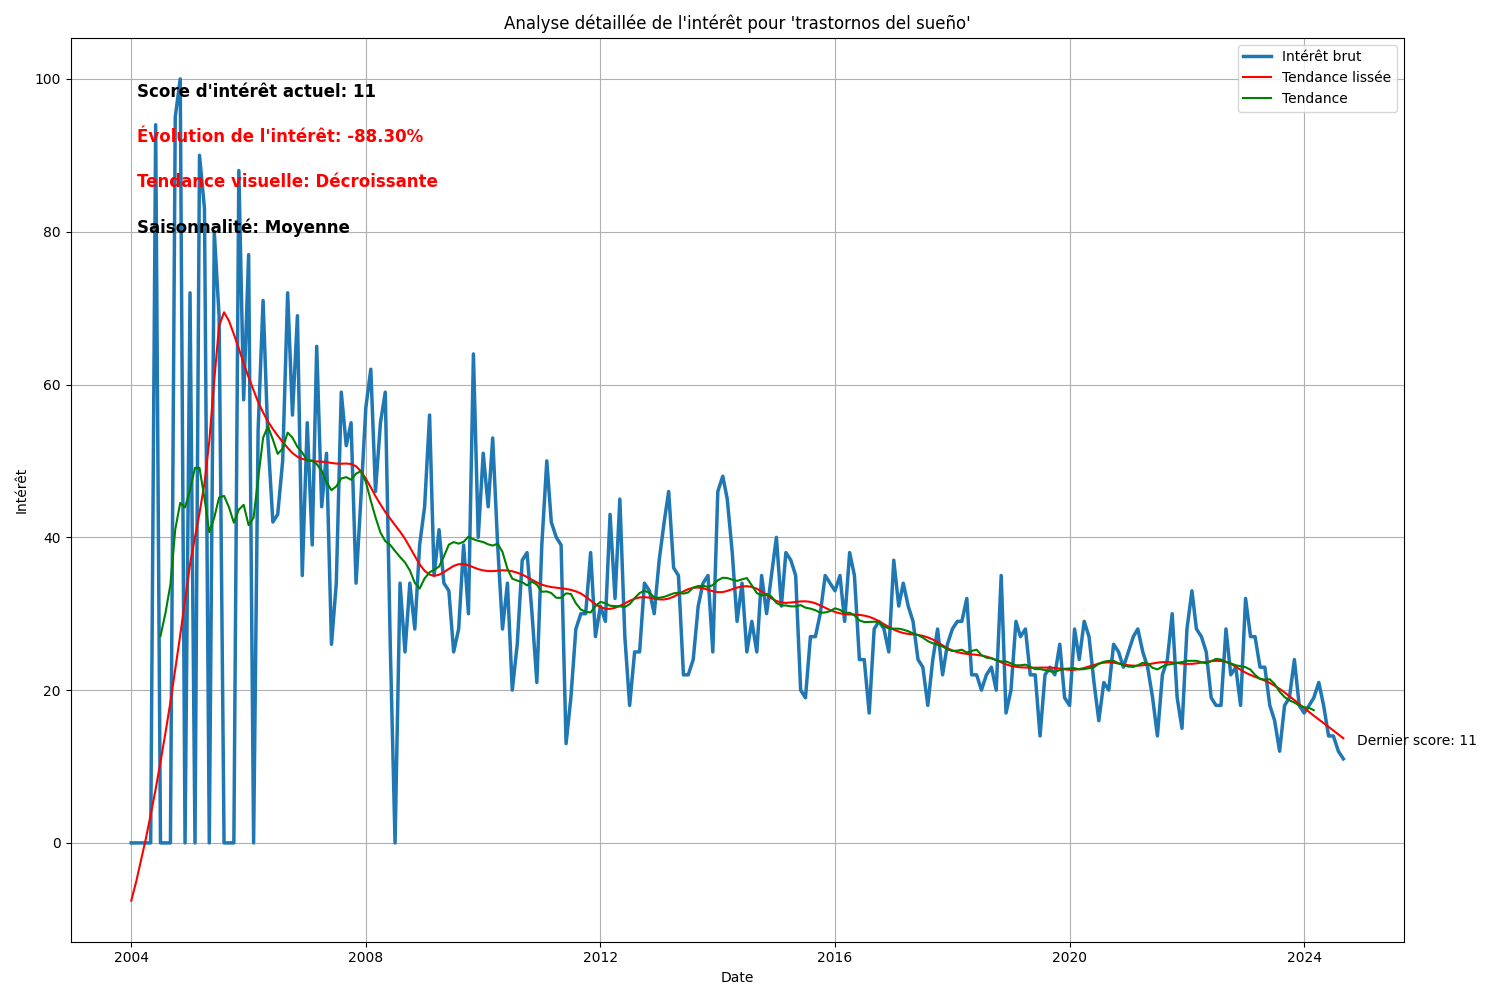 Analyse détaillée de l'intérêt pour 'trastornos del sueño'
Intérêt brut
Tendance lissée
Tendance
Score d'intérêt actuel: 11
Évolution de l'intérêt: -88.30%
Tendance visuelle: Décroissante
Saisonnalité: Moyenne
100
80
60
40
20
0
Intérêt
Dernier score: 11
2004
2008
2012
2016
2020
2024
Date